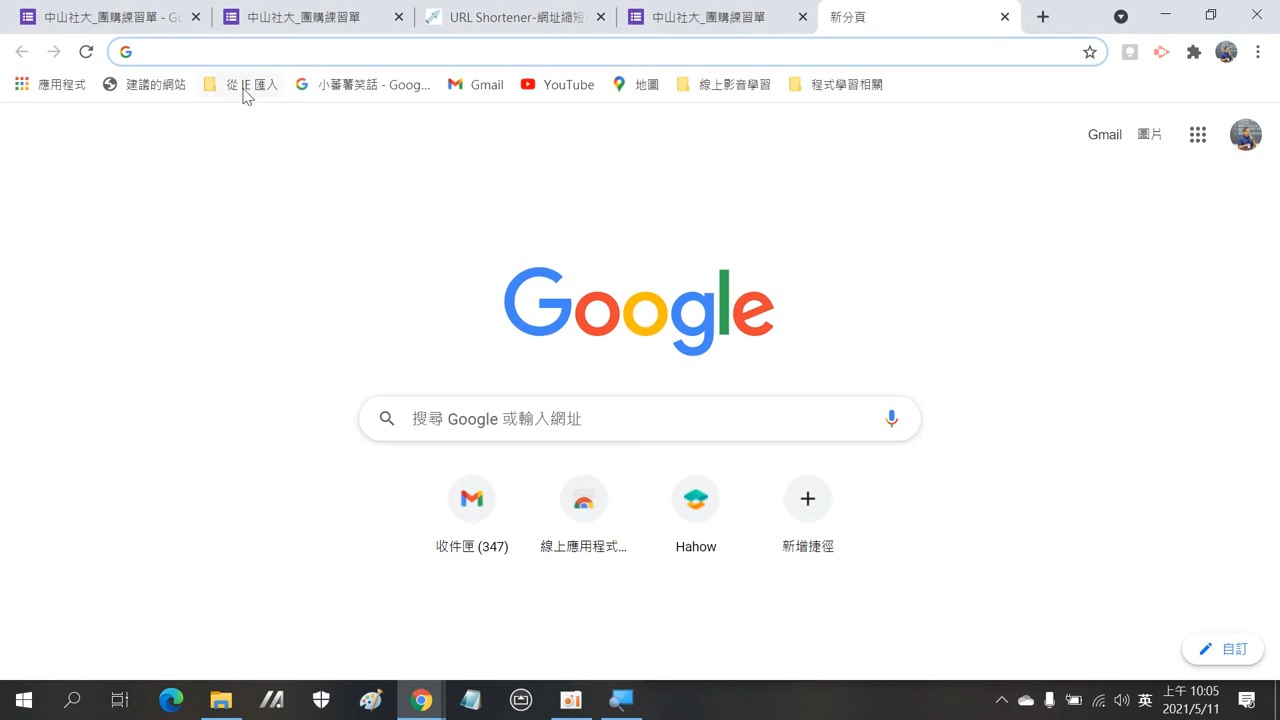 中山社大_團購練習單 - Go
中山社大_團購練習單
URL Shortener-網址縮短
中山社大_團購練習單
新分頁
應用程式
建議的網站
從 IE 匯入
小蕃薯笑話 - Goog...
Gmail
YouTube
地圖
線上影音學習
程式學習相關
Gmail
圖片
Google
搜尋 Google 或輸入網址
收件匣 (347)
線上應用程式...
Hahow
新增捷徑
自訂
英
上午 10:05
2021/5/11